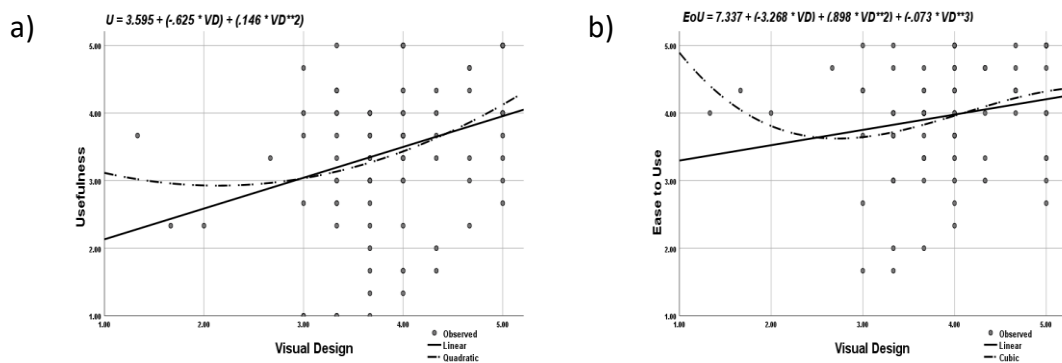 a)
U = 3.595 + (-.625 * VD) + (.146 * VD**2)
5.00
4.00
3.00
2.00
1.00
Usefulness
1.00
2.00
3.00
4.00
5.00
Visual Design
Observed
Linear
Quadratic
b)
EoU = 7.337 + (-3.268 * VD) + (.898 * VD**2) + (-.073 * VD**3)
5.00
4.00
3.00
2.00
1.00
Ease to Use
1.00
2.00
3.00
4.00
5.00
Visual Design
Observed
Linear
Cubic